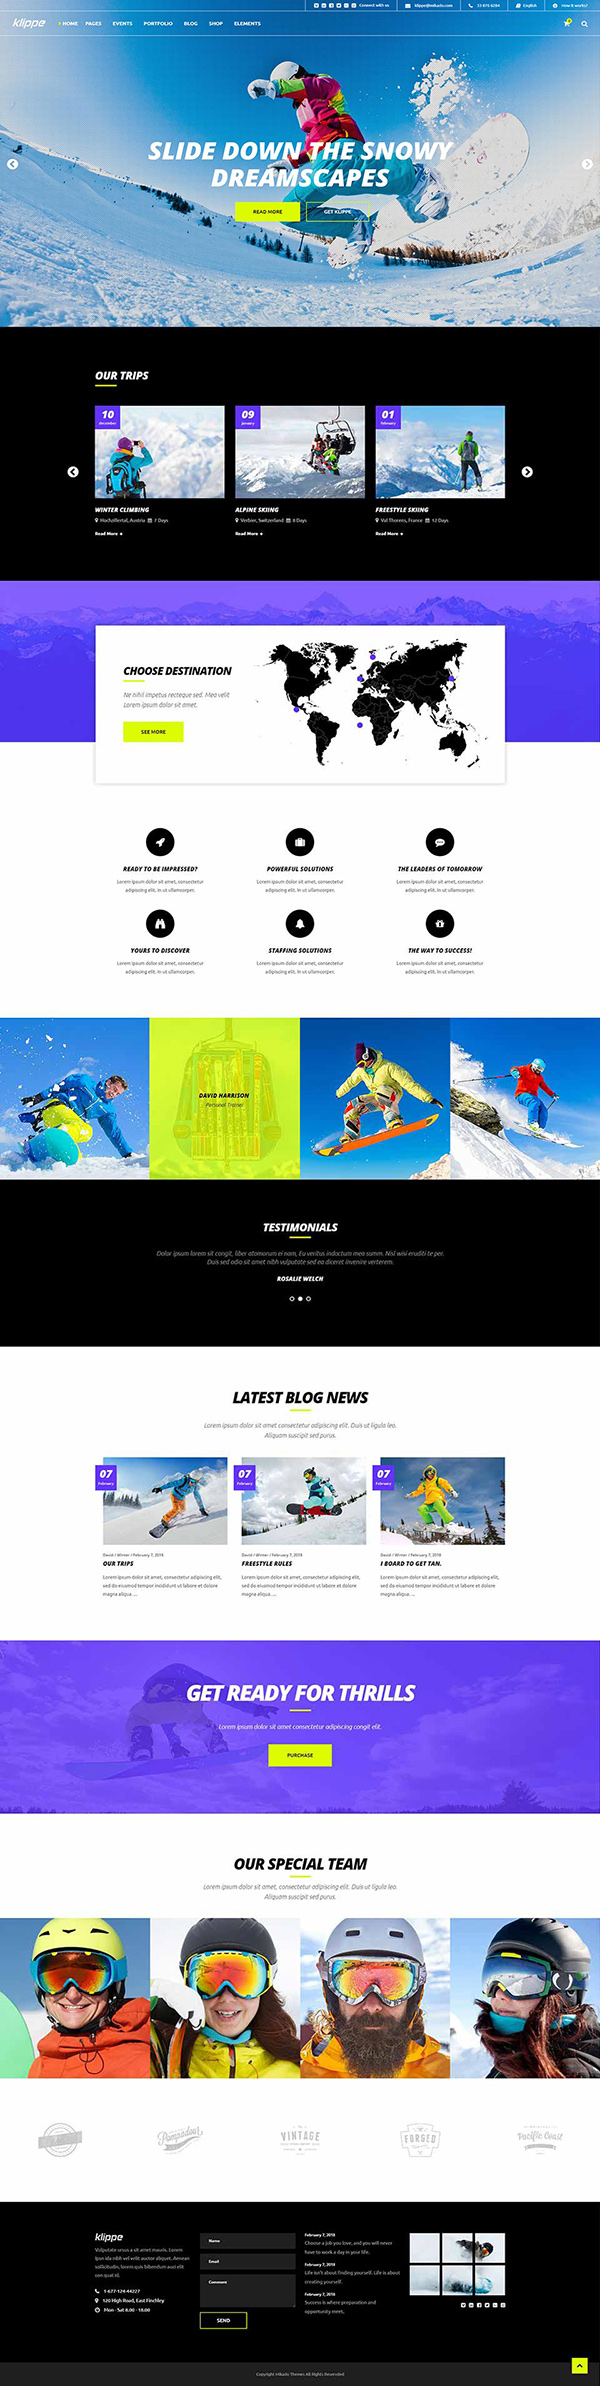 Connect with us
klippe@mikado.com
33 876 6284
English
How it works?
klippe
HOME
PAGES
EVENTS
PORTFOLIO
BLOG
SHOP
ELEMENTS
SLIDE DOWN THE SNOWY
DREAMSCAPES
READ MORE
GET KLIPPE
OUR TRIPS
10
december
WINTER CLIMBING
Hochzillertal, Austria 7 Days
Read More +
09
january
ALPINE SKIING
Verbier, Switzerland 8 Days
Read More +
01
february
FREESTYLE SKIING
Val Thorens, France 12 Days
Read More +
CHOOSE DESTINATION
Ne nihil impetus recteque sed. Mea velit
Lorem ipsum dolor sit amet.
SEE MORE
READY TO BE IMPRESSED?
Lorem ipsum dolor sit amet, consectetur
adipiscing elit. In ut ullamcorper.
POWERFUL SOLUTIONS
Lorem ipsum dolor sit amet, consectetur
adipiscing elit. In ut ullamcorper.
THE LEADERS OF TOMORROW
Lorem ipsum dolor sit amet, consectetur
adipiscing elit. In ut ullamcorper.
YOURS TO DISCOVER
Lorem ipsum dolor sit amet, consectetur
adipiscing elit. In ut ullamcorper.
STAFFING SOLUTIONS
Lorem ipsum dolor sit amet, consectetur
adipiscing elit. In ut ullamcorper.
THE WAY TO SUCCESS!
Lorem ipsum dolor sit amet, consectetur
adipiscing elit. In ut ullamcorper.
DAVID HARRISON
Personal Trainer
TESTIMONIALS
Dolor ipsum lorem sit congit, liber atomorum ei nam, Eu veritus indoctum mea summ. Nisl wisi eruditi te per.
Duis sed odio sit amet nibh vulputate sed ea diceret invenire verterem.
ROSALIE WELCH
LATEST BLOG NEWS
Lorem ipsum dolor sit amet consectetur adipiscing elit. Duis ut ligula leo.
Aliquam suscipit sed purus.
07
February
David / Winter / February 7, 2018
OUR TRIPS
Lorem ipsum dolor sit amet, consectetur adipiscing elit,
sed do eiusmod tempor incididunt ut labore et dolore
magna aliqua. ...
07
February
David / Winter / February 7, 2018
FREESTYLE RULES
Lorem ipsum dolor sit amet, consectetur adipiscing elit,
sed do eiusmod tempor incididunt ut labore et dolore
magna aliqua. ...
07
February
David / Winter / February 7, 2018
I BOARD TO GET TAN.
Lorem ipsum dolor sit amet, consectetur adipiscing elit,
sed do eiusmod tempor incididunt ut labore et dolore
magna aliqua. ...
GET READY FOR THRILLS
Lorem ipsum dolor sit amet consectetur adipiscing congit elit.
PURCHASE
OUR SPECIAL TEAM
Lorem ipsum dolor sit amet, consectetur adipiscing elit. Duis ut ligula leo.
Aliquam suscipit sed purus.
Pompadour
The
VINTAGE
FORGED
Pacific Coast
klippe
Vulputate ursus a sit amet mauris. Lorem
ipsn ida nibh vel velit auctor aliquet. Aenean
sollicitudin, lorem quis bibendum auci elit
con quat id.
1-677-124-44227
120 High Road, East Finchley
Mon - Sat 8.00 - 18.00
Name
Email
Comment
SEND
February 7, 2018
Choose a job you love, and you will never
have to work a day in your life.
February 7, 2018
Life isn't about finding yourself. Life is about
creating yourself.
February 7, 2018
Success is where preparation and
opportunity meet.
Copyright Mikado Themes All Rights Reserveded